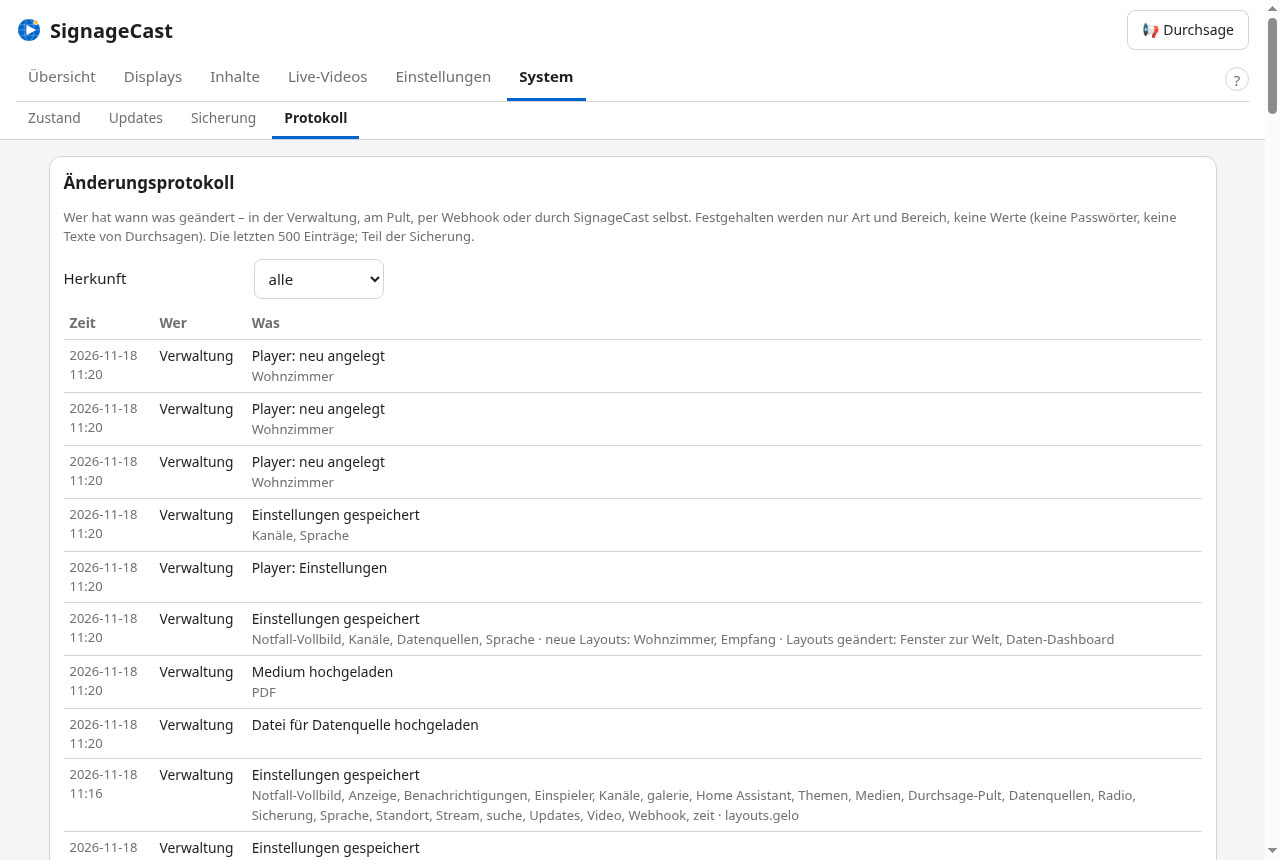 SignageCast
Durchsage
Übersicht Displays Inhalte Live-Videos Einstellungen System ?
Zustand Updates Sicherung Protokoll
Änderungsprotokoll
Wer hat wann was geändert – in der Verwaltung, am Pult, per Webhook oder durch SignageCast selbst. Festgehalten werden nur Art und Bereich, keine Werte (keine Passwörter, keine
Texte von Durchsagen). Die letzten 500 Einträge; Teil der Sicherung.
Herkunft alle
Zeit Wer Was
2026-11-18 Verwaltung Player: neu angelegt
11:20 Wohnzimmer
2026-11-18 Verwaltung Player: neu angelegt
11:20 Wohnzimmer
2026-11-18 Verwaltung Player: neu angelegt
11:20 Wohnzimmer
2026-11-18 Verwaltung Einstellungen gespeichert
11:20 Kanäle, Sprache
2026-11-18 Verwaltung Player: Einstellungen
11:20
2026-11-18 Verwaltung Einstellungen gespeichert
11:20 Notfall-Vollbild, Kanäle, Datenquellen, Sprache · neue Layouts: Wohnzimmer, Empfang · Layouts geändert: Fenster zur Welt, Daten-Dashboard
2026-11-18 Verwaltung Medium hochgeladen
11:20 PDF
2026-11-18 Verwaltung Datei für Datenquelle hochgeladen
11:20
2026-11-18 Verwaltung Einstellungen gespeichert
11:16 Notfall-Vollbild, Anzeige, Benachrichtigungen, Einspieler, Kanäle, galerie, Home Assistant, Themen, Medien, Durchsage-Pult, Datenquellen, Radio,
Sicherung, Sprache, Standort, Stream, suche, Updates, Video, Webhook, zeit · layouts.gelo
2026-11-18 Verwaltung Einstellungen gespeichert